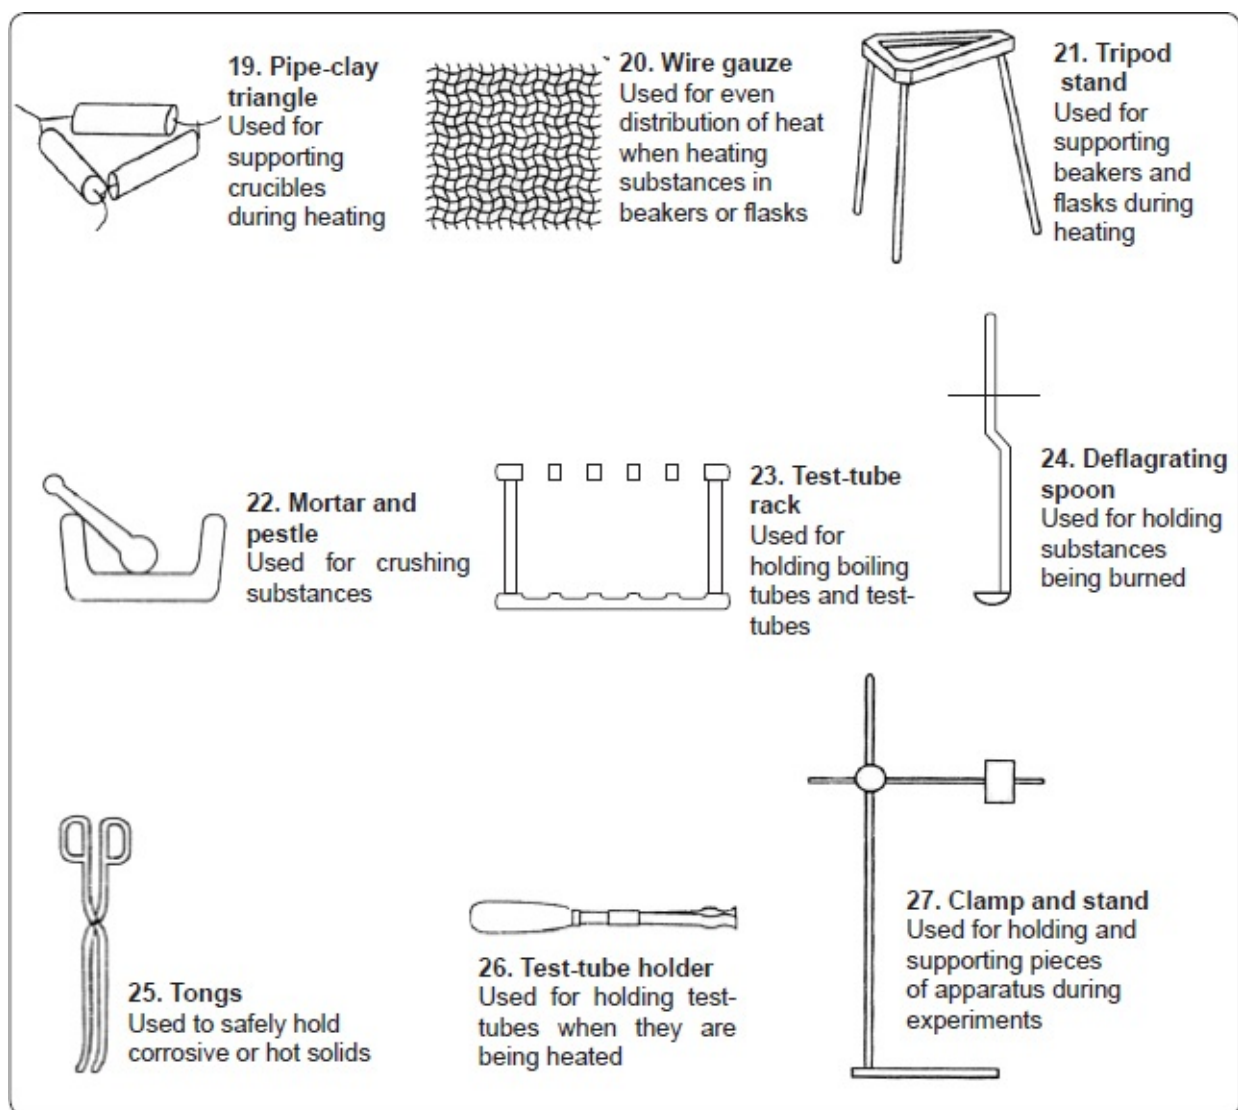 19. Pipe-clay
triangle
Used for
supporting
crucibles
during heating
20. Wire gauze
Used for even
distribution of heat
when heating
substances in
beakers or flasks
21. Tripod
stand
Used for
supporting
beakers and
flasks during
heating
22. Mortar and
pestle
Used for crushing
substances
23. Test-tube
rack
Used for
holding boiling
tubes and test-
tubes
24. Deflagrating
spoon
Used for holding
substances
being burned
25. Tongs
Used to safely hold
corrosive or hot solids
26. Test-tube holder
Used for holding test-
tubes when they are
being heated
27. Clamp and stand
Used for holding and
supporting pieces
of apparatus during
experiments